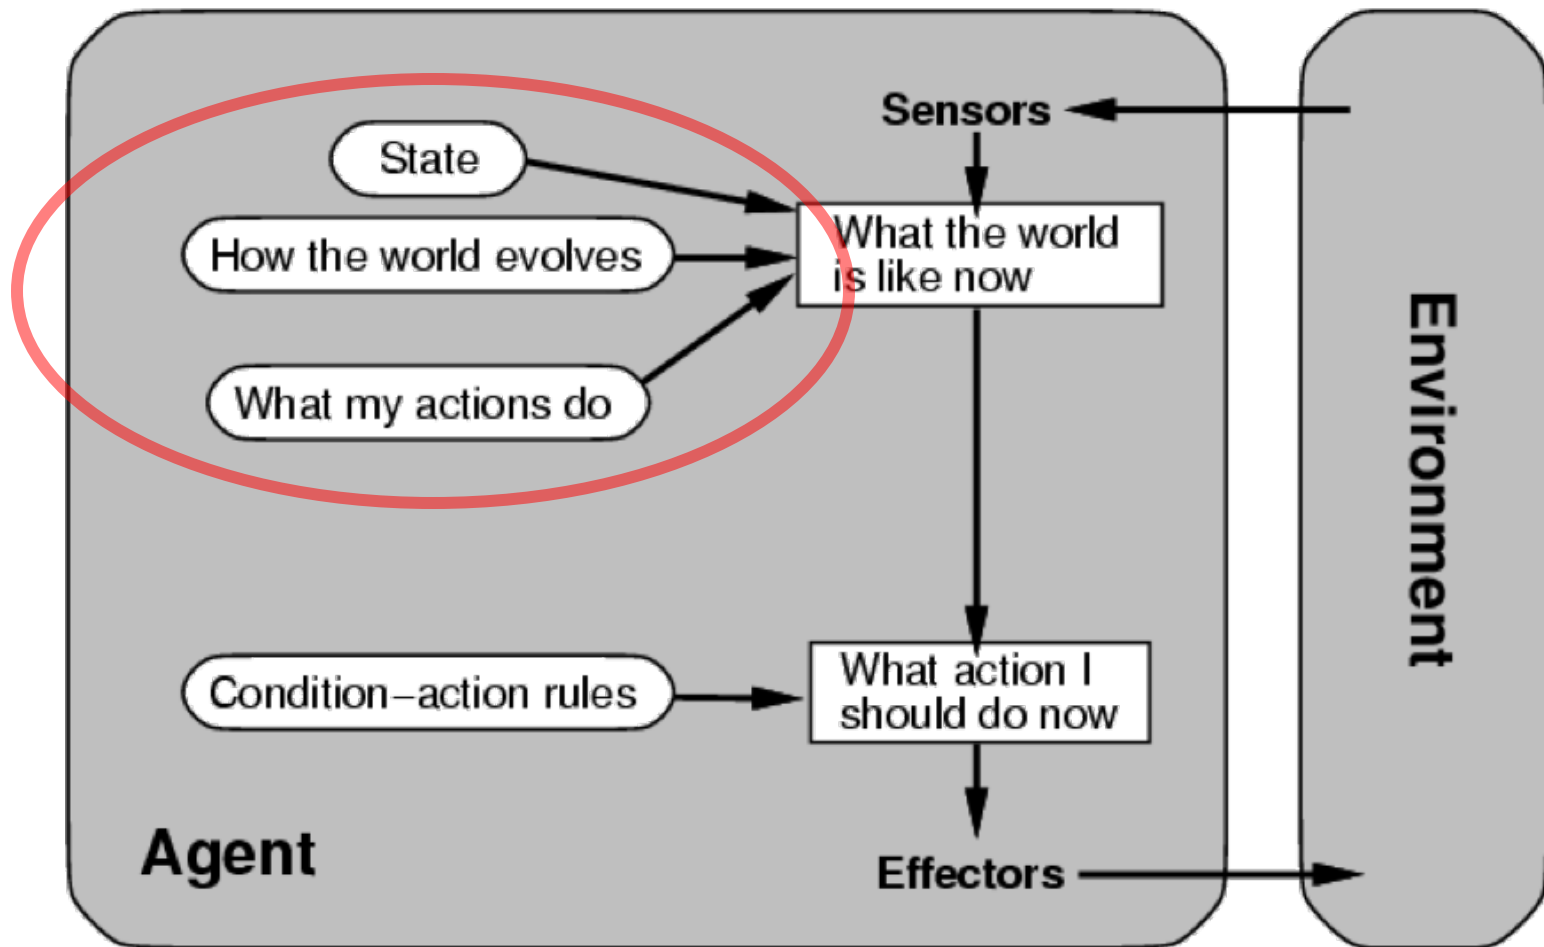 Sensors
State
How the world evolves
What the world
is like now
What my actions do
Environment
Condition–action rules
What action I
should do now
Agent
Effectors